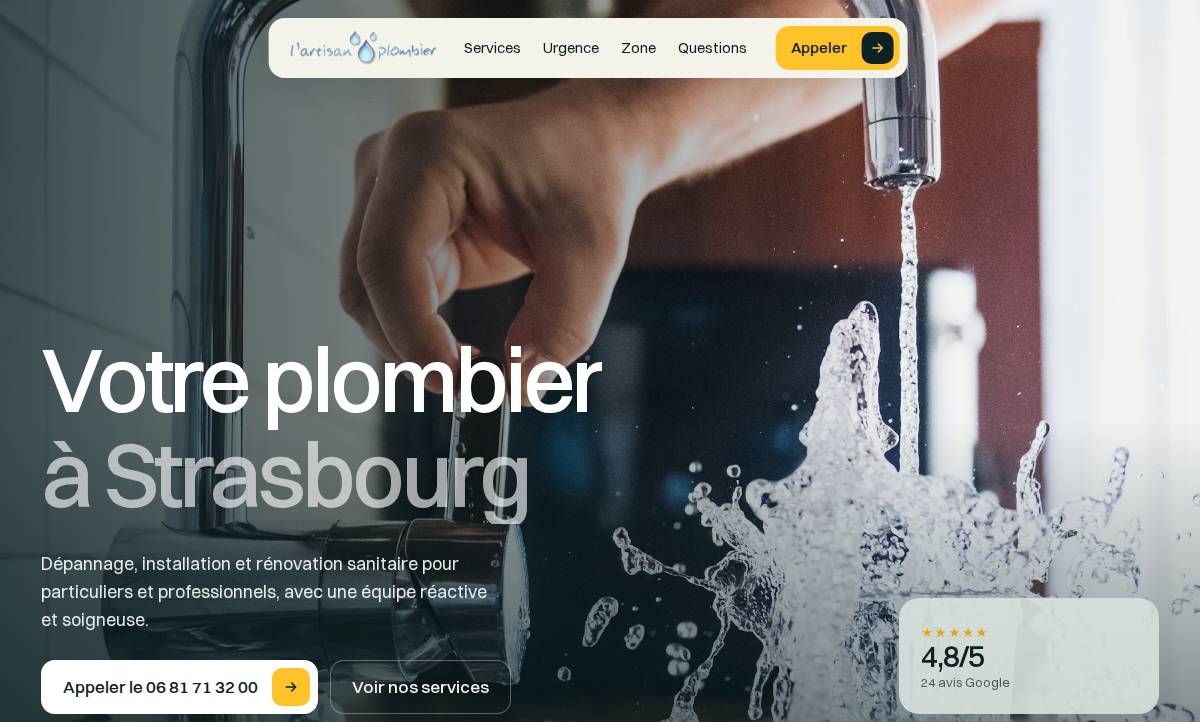 l'artisan plombier
Services
Urgence
Zone
Questions
Appeler
Votre plombier
à Strasbourg
Dépannage, installation et rénovation sanitaire pour
particuliers et professionnels, avec une équipe réactive
et soigneuse.
Appeler le 06 81 71 32 00
Voir nos services
★★★★★
4,8/5
24 avis Google